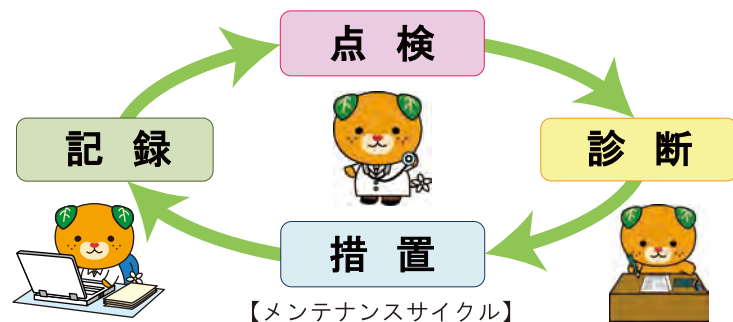 点検
記録
診断
措置
【メンテナンスサイクル】